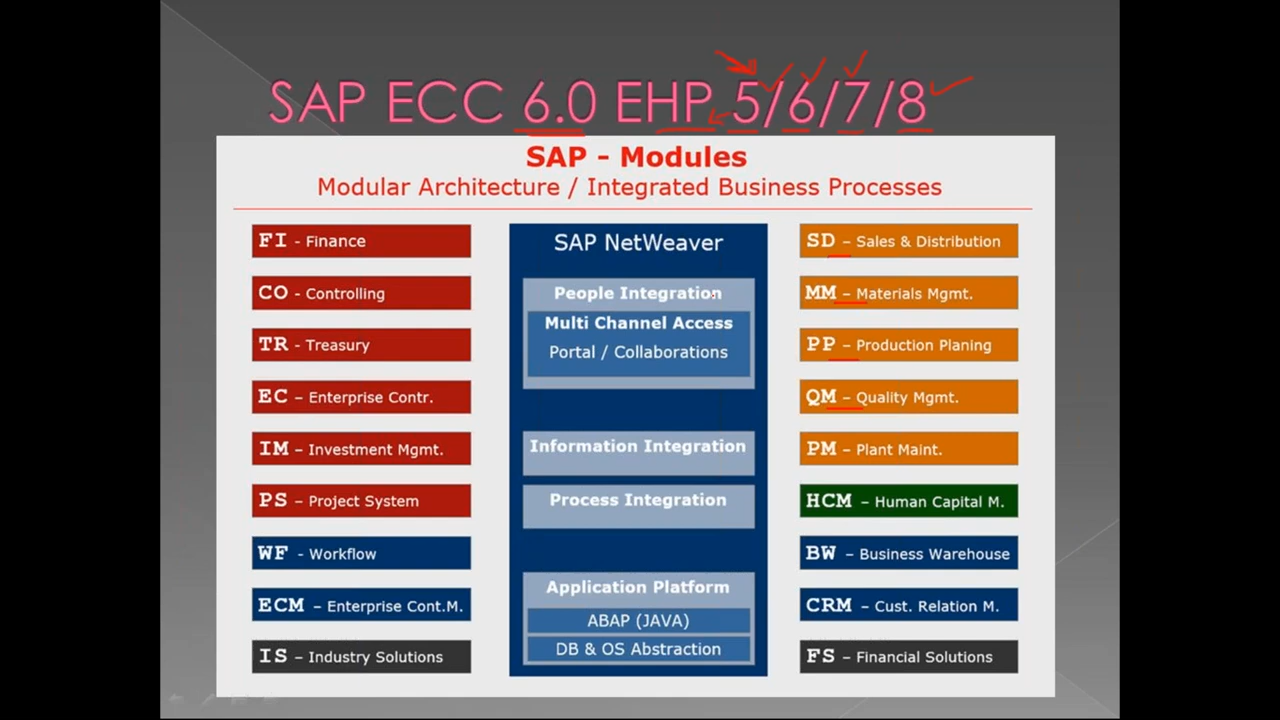 SAP ECC 6.0 EHP 5/6/7/8
SAP - Modules
Modular Architecture / Integrated Business Processes
FI - Finance
CO - Controlling
TR - Treasury
EC – Enterprise Contr.
IM – Investment Mgmt.
PS – Project System
WF - Workflow
ECM – Enterprise Cont.M.
IS – Industry Solutions
SAP NetWeaver
People Integration
Multi Channel Access
Portal / Collaborations
Information Integration
Process Integration
Application Platform
ABAP (JAVA)
DB & OS Abstraction
SD – Sales & Distribution
MM – Materials Mgmt.
PP – Production Planing
QM – Quality Mgmt.
PM – Plant Maint.
HCM – Human Capital M.
BW – Business Warehouse
CRM – Cust. Relation M.
FS – Financial Solutions